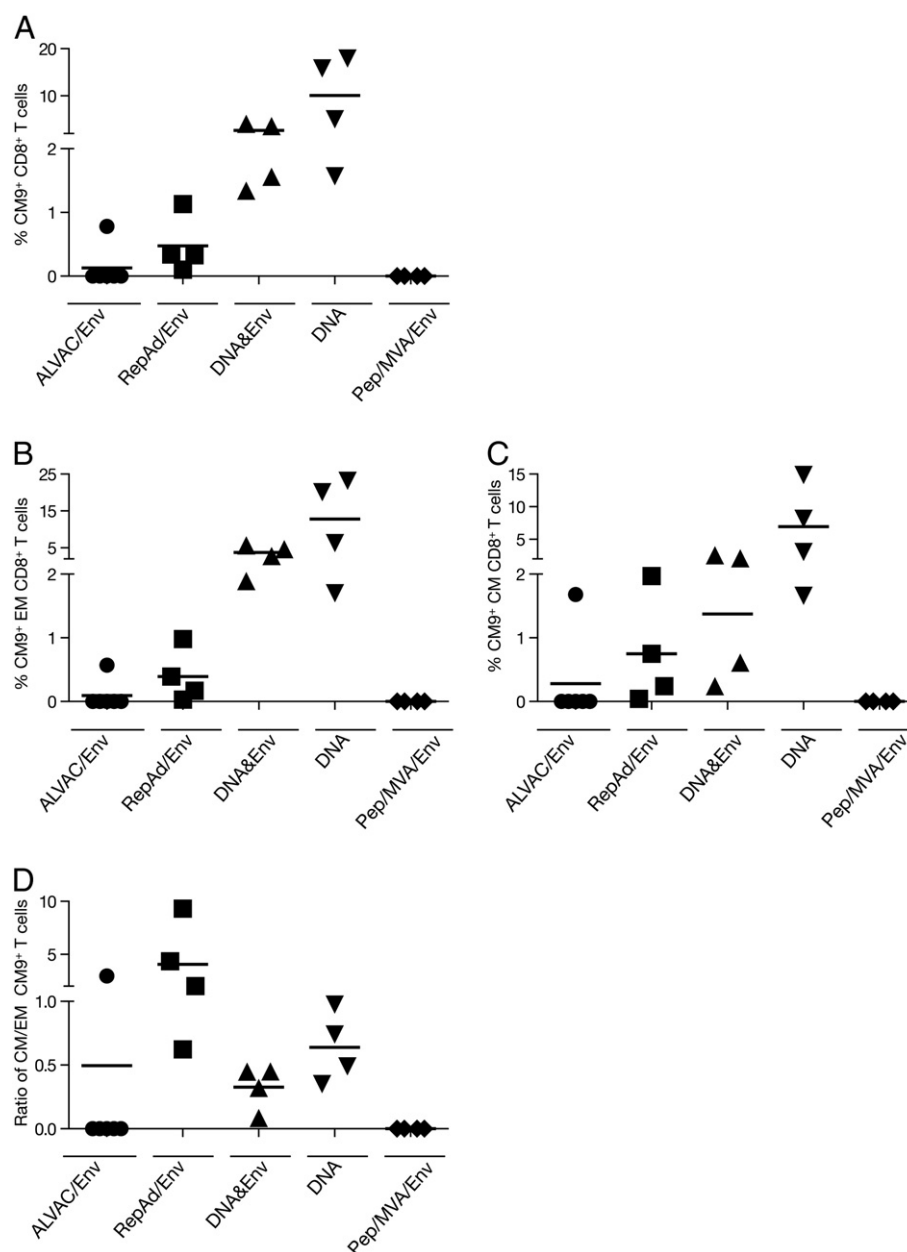 A
% CM9⁺ CD8⁺ T cells
20
10
2
1
0
ALVAC/Env
RepAd/Env
DNA&Env
DNA
Pep/MVA/Env
B
% CM9⁺ EM CD8⁺ T cells
25
15
5
2
1
0
ALVAC/Env
RepAd/Env
DNA&Env
DNA
Pep/MVA/Env
C
% CM9⁺ CM CD8⁺ T cells
15
10
5
2
1
0
ALVAC/Env
RepAd/Env
DNA&Env
DNA
Pep/MVA/Env
D
Ratio of CM/EM CM9⁺ T cells
10
5
1.0
0.5
0.0
ALVAC/Env
RepAd/Env
DNA&Env
DNA
Pep/MVA/Env